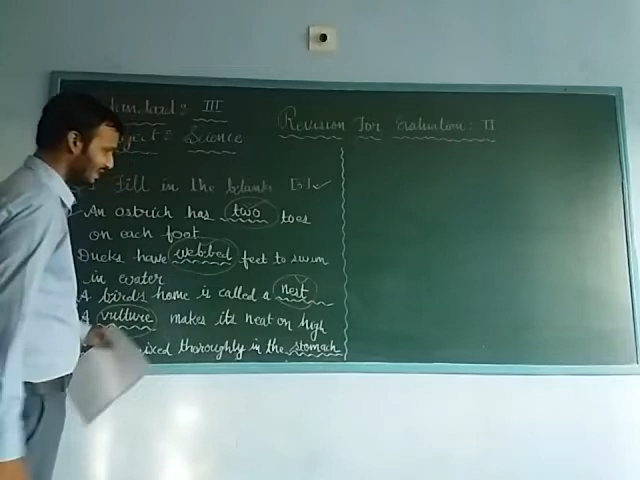 Standard: III
Subject: Science
Revision For Evaluation: II
Fill in the blanks [5]
An ostrich has two toes
on each foot
Ducks have webbed feet to swim
in water
A bird's home is called a nest
A vulture makes its neat on high
mixed thoroughly in the stomach